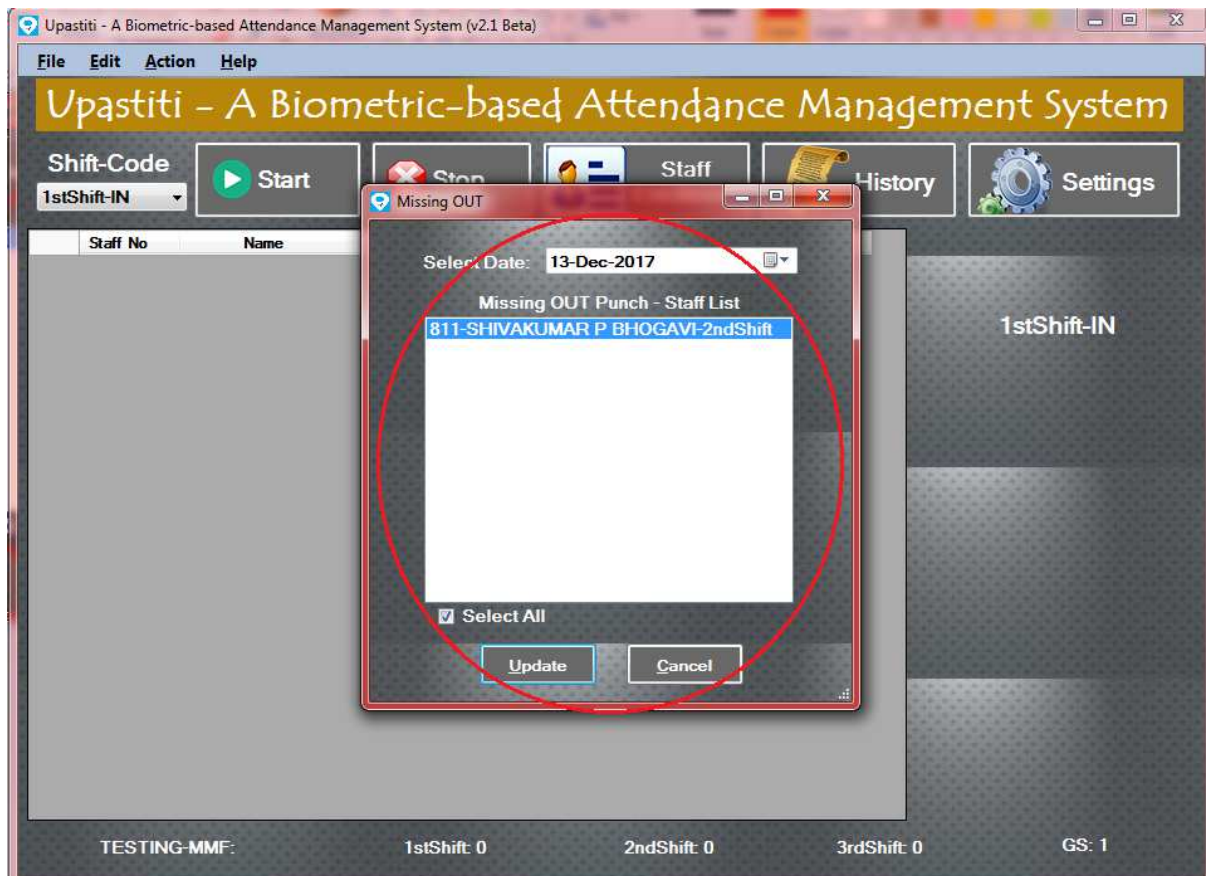 Upastiti - A Biometric-based Attendance Management System (v2.1 Beta)
File Edit Action Help
Upastiti - A Biometric-based Attendance Management System
Shift-Code
1stShift-IN
Start
Stop
Staff
History
Settings
Staff No Name
Missing OUT
Select Date: 13-Dec-2017
Missing OUT Punch - Staff List
811-SHIVAKUMAR P BHOGAVI-2ndShift
Select All
Update Cancel
1stShift-IN
TESTING-MMF: 1stShift: 0 2ndShift: 0 3rdShift: 0 GS: 1